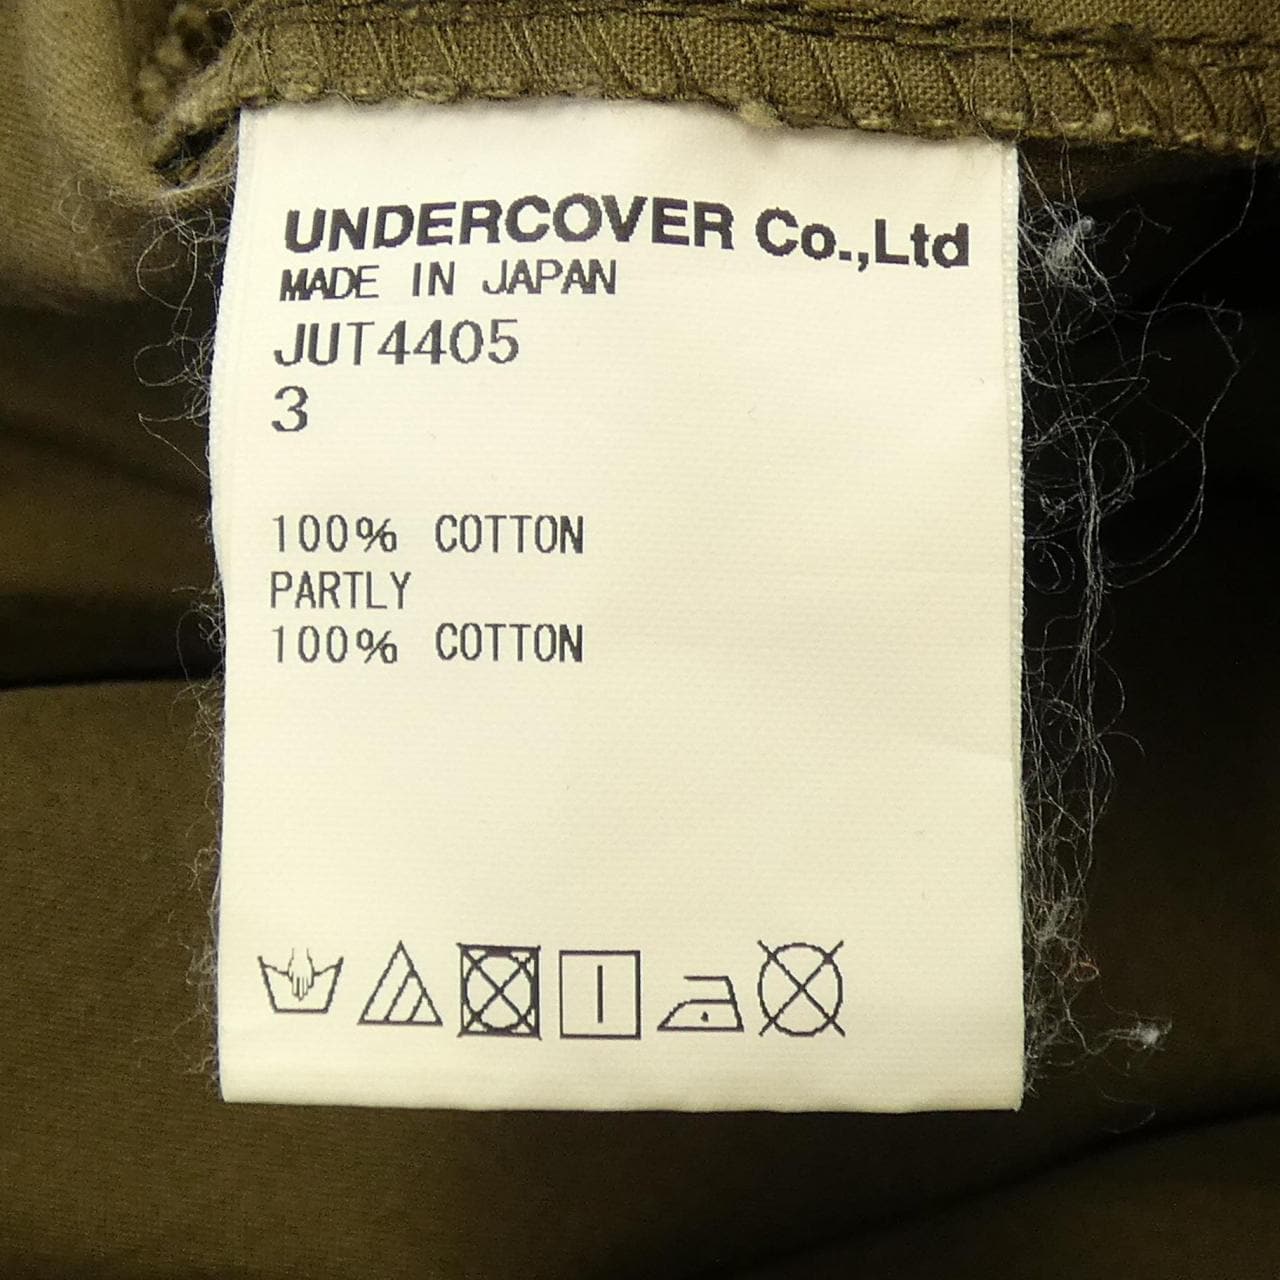 UNDERCOVER Co.,Ltd
MADE IN JAPAN
JUT4405
3
100% COTTON
PARTLY
100% COTTON